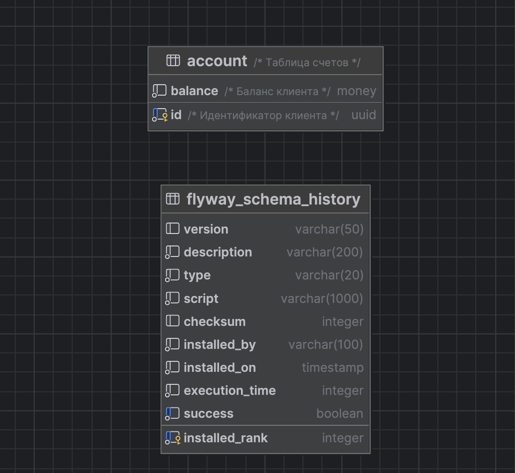 account /* Таблица счетов */
balance /* Баланс клиента */ money
id /* Идентификатор клиента */ uuid
flyway_schema_history
version varchar(50)
description varchar(200)
type varchar(20)
script varchar(1000)
checksum integer
installed_by varchar(100)
installed_on timestamp
execution_time integer
success boolean
installed_rank integer